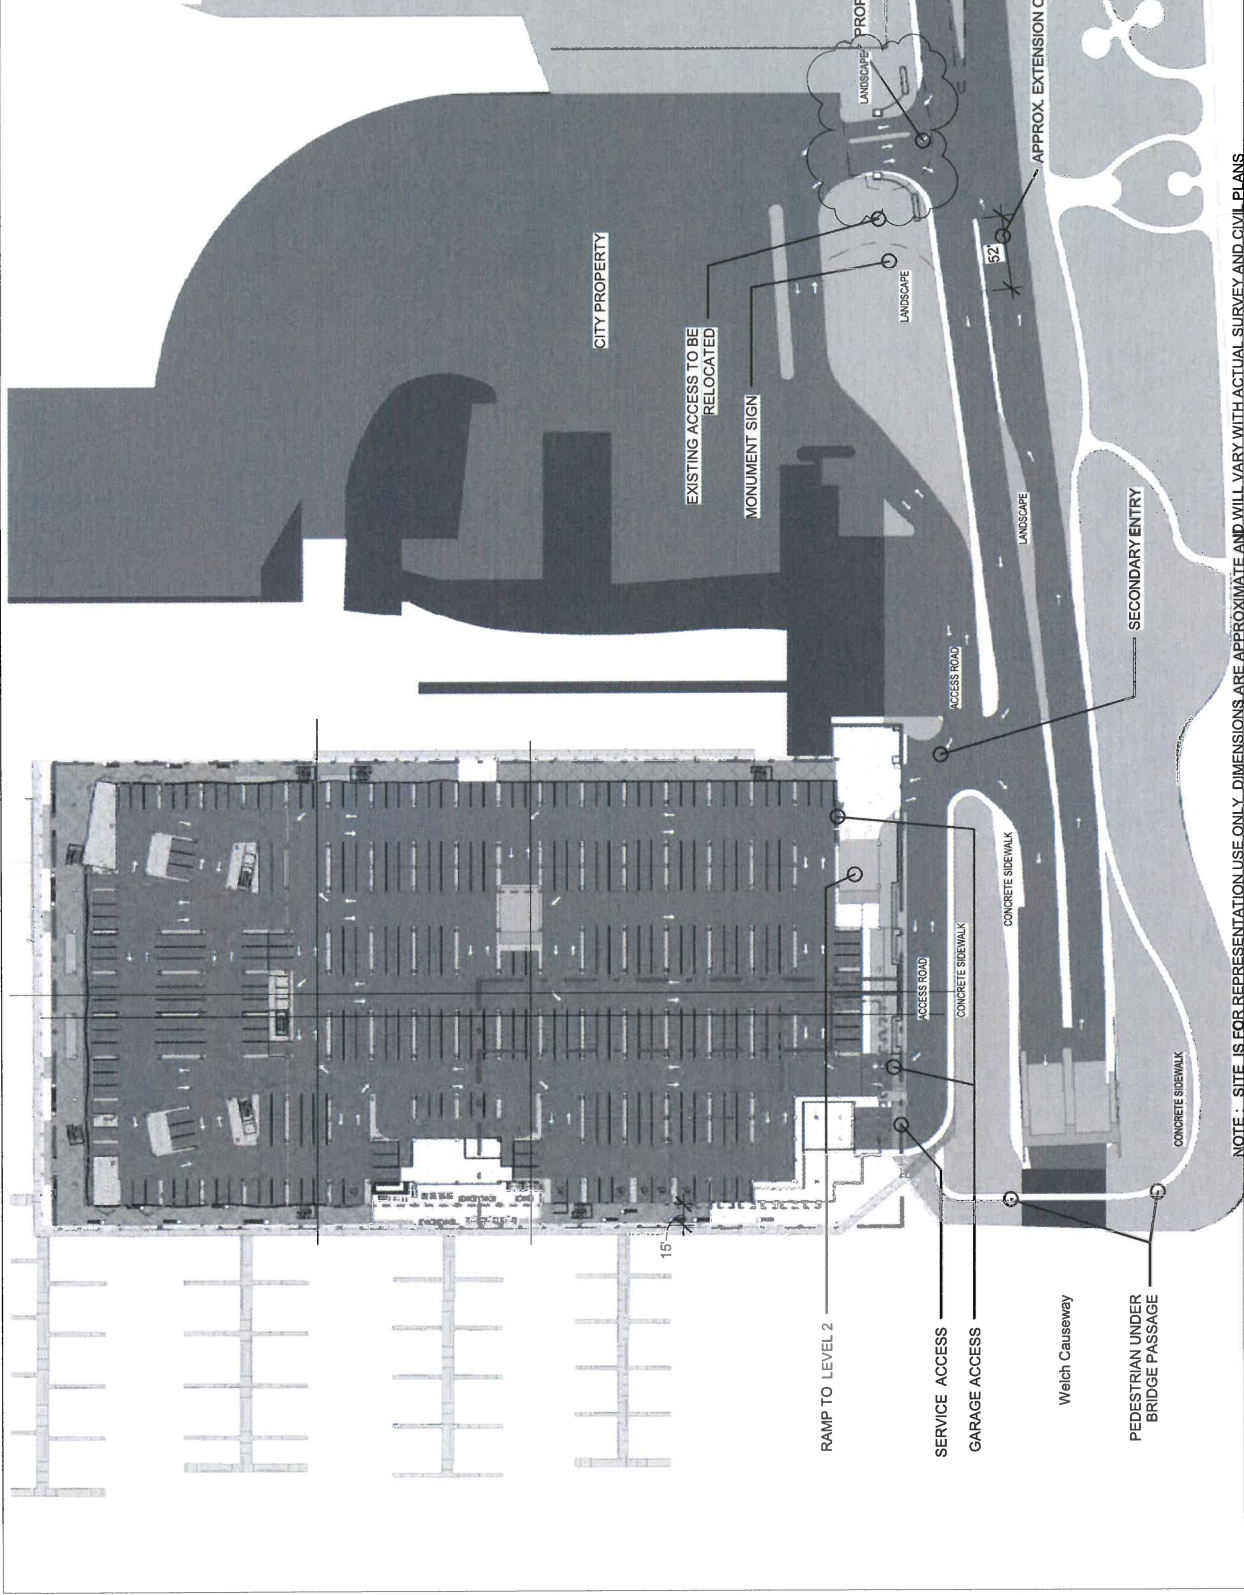 PROP
LANDSCAPE
APPROX. EXTENSION O
CITY PROPERTY
EXISTING ACCESS TO BE
RELOCATED
MONUMENT SIGN
LANDSCAPE
52'
LANDSCAPE
SECONDARY ENTRY
ACCESS ROAD
CONCRETE SIDEWALK
CONCRETE SIDEWALK
ACCESS ROAD
CONCRETE SIDEWALK
15'
RAMP TO LEVEL 2
SERVICE ACCESS
GARAGE ACCESS
Welch Causeway
PEDESTRIAN UNDER
BRIDGE PASSAGE
NOTE : SITE IS FOR REPRESENTATION USE ONLY. DIMENSIONS ARE APPROXIMATE AND WILL VARY WITH ACTUAL SURVEY AND CIVIL PLANS